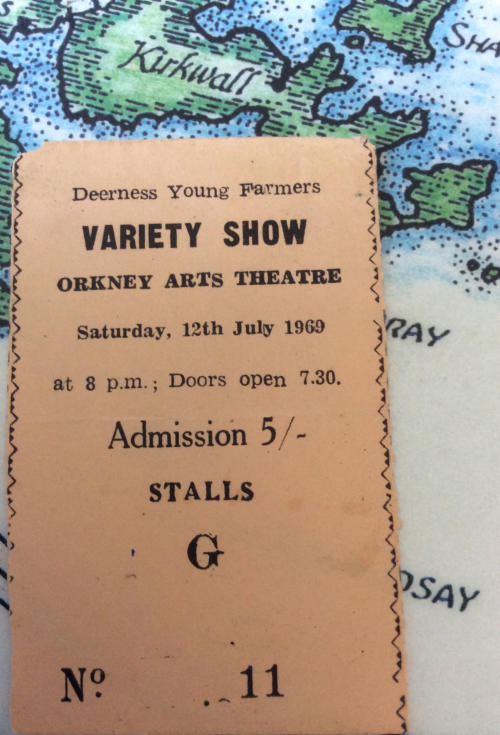 Kirkwall
SHA
Deerness Young Farmers
VARIETY SHOW
ORKNEY ARTS THEATRE
Saturday, 12th July 1969
RAY
at 8 p.m.; Doors open 7.30.
Admission 5/-
STALLS
G
DSAY
Nº. 11